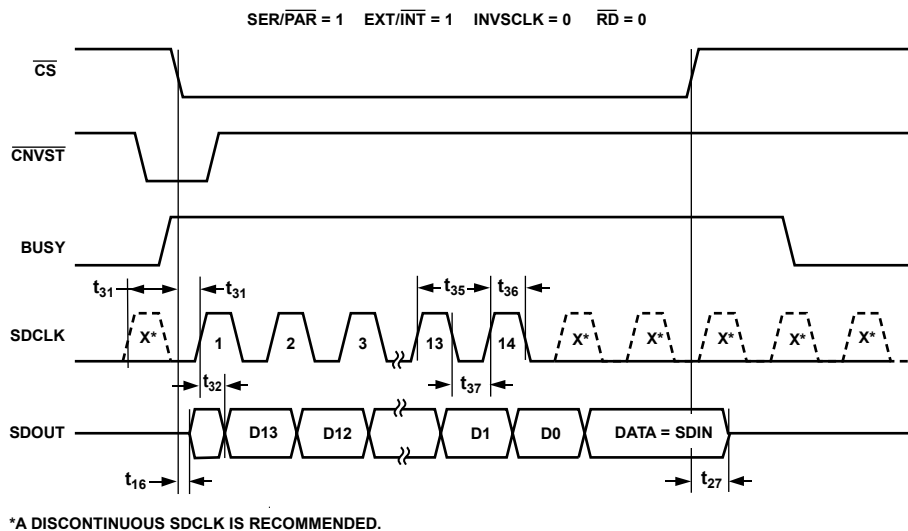 SER/PAR = 1 EXT/INT = 1 INVSCLK = 0 RD = 0
CS
CNVST
BUSY
t31 t31 t35 t36
SDCLK X* 1 2 3 13 14 X* X* X* X* X*
t32 t37
SDOUT D13 D12 D1 D0 DATA = SDIN
t16 t27
*A DISCONTINUOUS SDCLK IS RECOMMENDED.